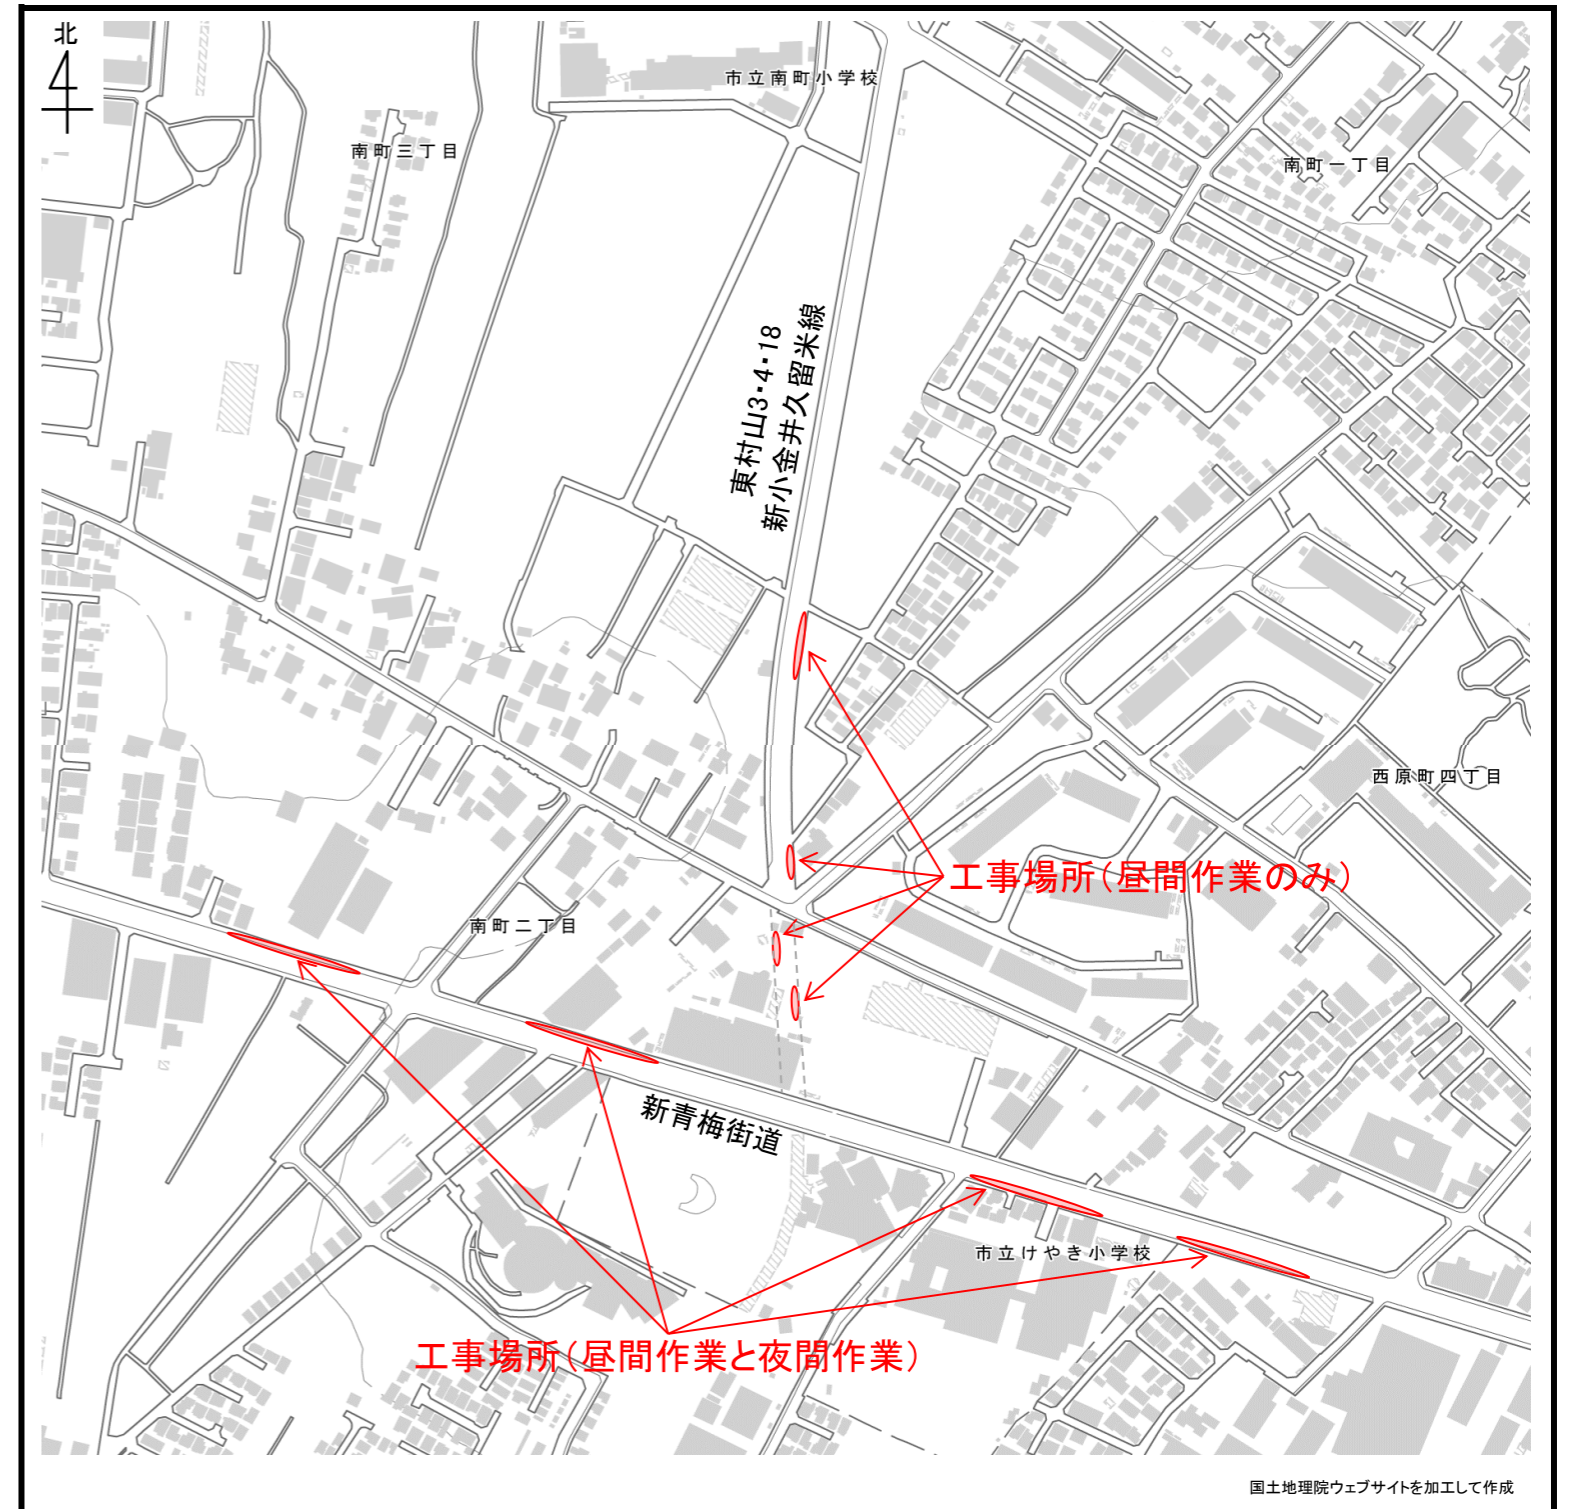 北
市立南町小学校
南町三丁目
南町一丁目
東村山3・4・18
新小金井久留米線
西原町四丁目
工事場所（昼間作業のみ）
南町二丁目
新青梅街道
市立けやき小学校
工事場所（昼間作業と夜間作業）
国土地理院ウェブサイトを加工して作成